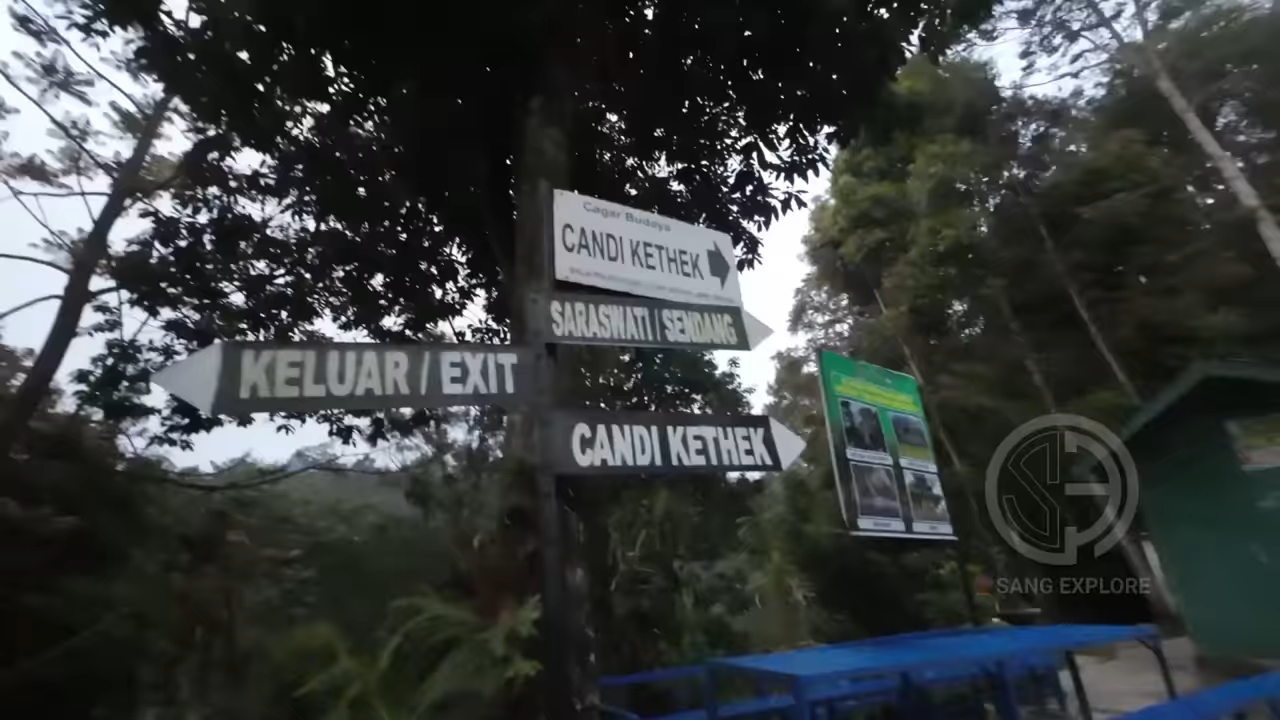 Cagar Budaya
CANDI KETHEK
SARASWATI / SENDANG
KELUAR / EXIT
CANDI KETHEK
SANG EXPLORE